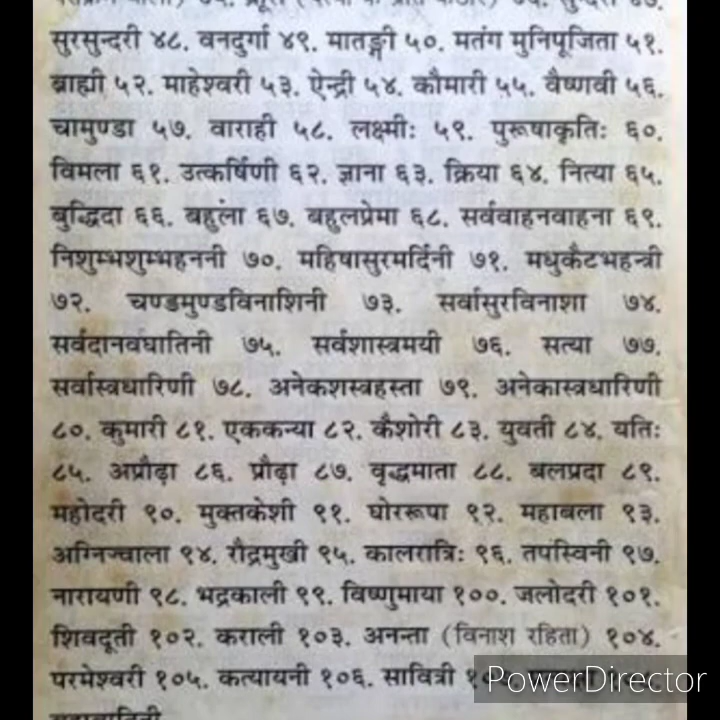 सुन्दरी ४७.
सुरसुन्दरी ४८. वनदुर्गा ४९. मातङ्गी ५०. मतंग मुनिपूजिता ५१.
ब्राह्मी ५२. माहेश्वरी ५३. ऐन्द्री ५४. कौमारी ५५. वैष्णवी ५६.
चामुण्डा ५७. वाराही ५८. लक्ष्मीः ५९. पुरूषाकृतिः ६०.
विमला ६१. उत्कर्षिणी ६२. ज्ञाना ६३. क्रिया ६४. नित्या ६५.
बुद्धिदा ६६. बहुला ६७. बहुलप्रेमा ६८. सर्ववाहनवाहना ६९.
निशुम्भशुम्भहननी ७०. महिषासुरमर्दिनी ७१. मधुकैटभहन्त्री
७२. चण्डमुण्डविनाशिनी ७३. सर्वासुरविनाशा ७४.
सर्वदानवघातिनी ७५. सर्वशास्त्रमयी ७६. सत्या ७७.
सर्वास्त्रधारिणी ७८. अनेकशस्त्रहस्ता ७९. अनेकास्त्रधारिणी
८०. कुमारी ८१. एककन्या ८२. कैशोरी ८३. युवती ८४. यतिः
८५. अप्रौढ़ा ८६. प्रौढ़ा ८७. वृद्धमाता ८८. बलप्रदा ८९.
महोदरी ९०. मुक्तकेशी ९१. घोररूपा ९२. महाबला ९३.
अग्निज्वाला ९४. रौद्रमुखी ९५. कालरात्रिः ९६. तपस्विनी ९७.
नारायणी ९८. भद्रकाली ९९. विष्णुमाया १००. जलोदरी १०१.
शिवदूती १०२. कराली १०३. अनन्ता (विनाश रहिता) १०४.
परमेश्वरी १०५. कत्यायनी १०६. सावित्री
PowerDirector